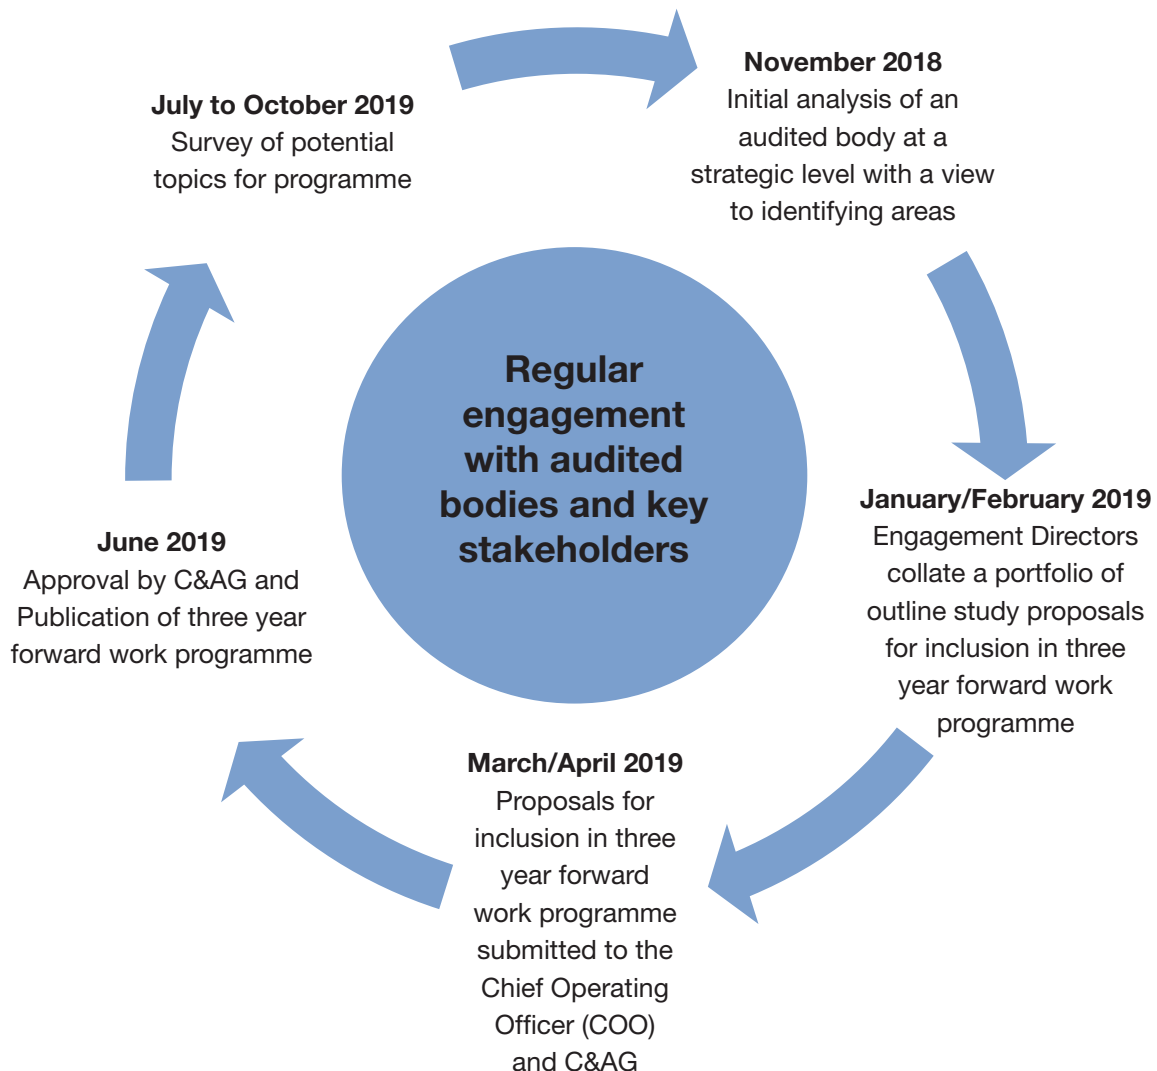 November 2018
Initial analysis of an
audited body at a
strategic level with a view
to identifying areas
January/February 2019
Engagement Directors
collate a portfolio of
outline study proposals
for inclusion in three
year forward work
programme
March/April 2019
Proposals for
inclusion in three
year forward
work programme
submitted to the
Chief Operating
Officer (COO)
and C&AG
June 2019
Approval by C&AG and
Publication of three year
forward work programme
July to October 2019
Survey of potential
topics for programme
Regular
engagement
with audited
bodies and key
stakeholders